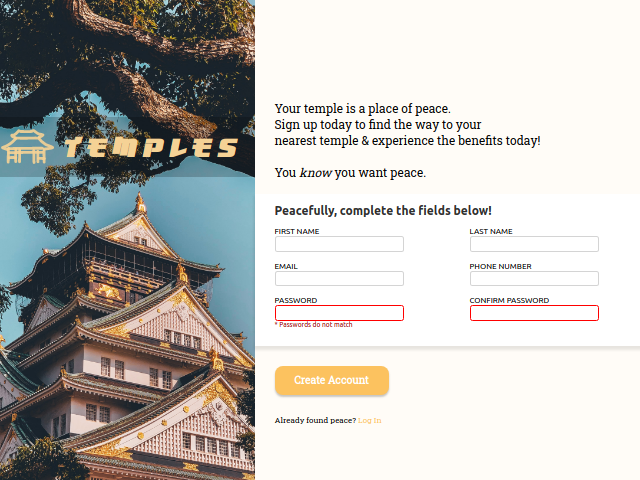 TEMPLES
Your temple is a place of peace.
Sign up today to find the way to your
nearest temple & experience the benefits today!
You know you want peace.
Peacefully, complete the fields below!
FIRST NAME
LAST NAME
EMAIL
PHONE NUMBER
PASSWORD
CONFIRM PASSWORD
* Passwords do not match
Create Account
Already found peace? Log In